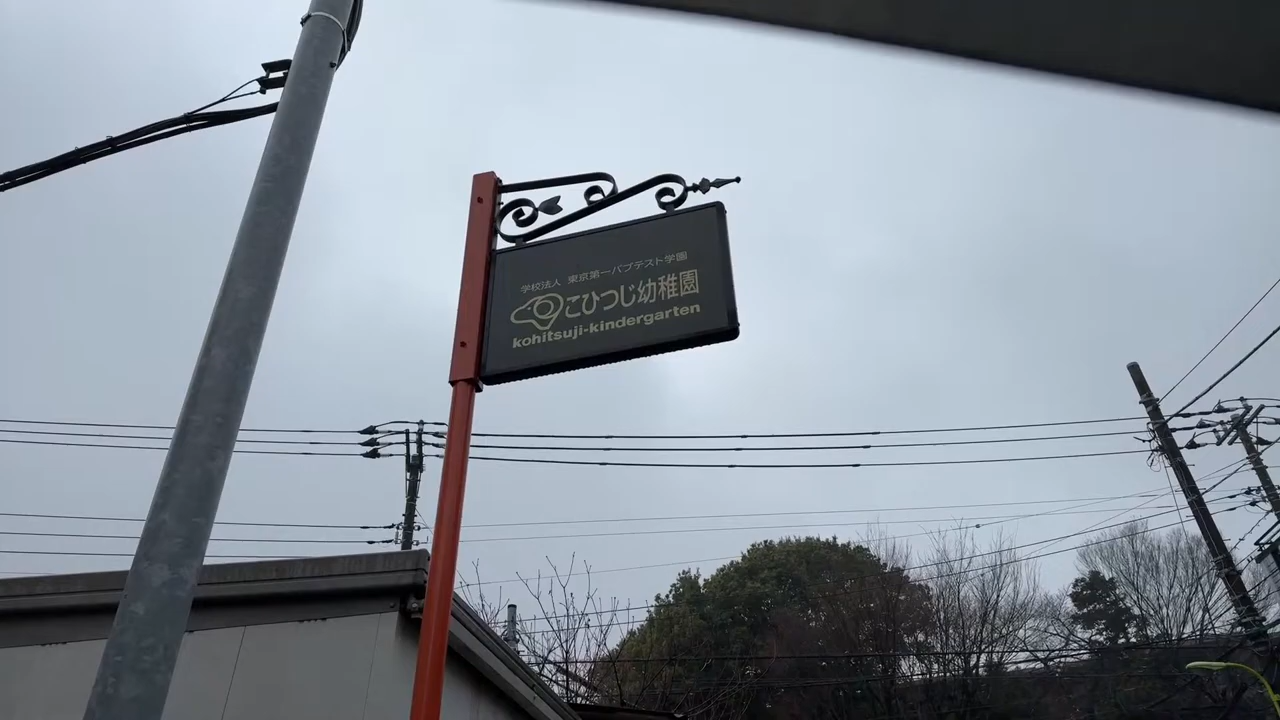 学校法人 東京第一バプテスト学園
こひつじ幼稚園
kohitsuji-kindergarten